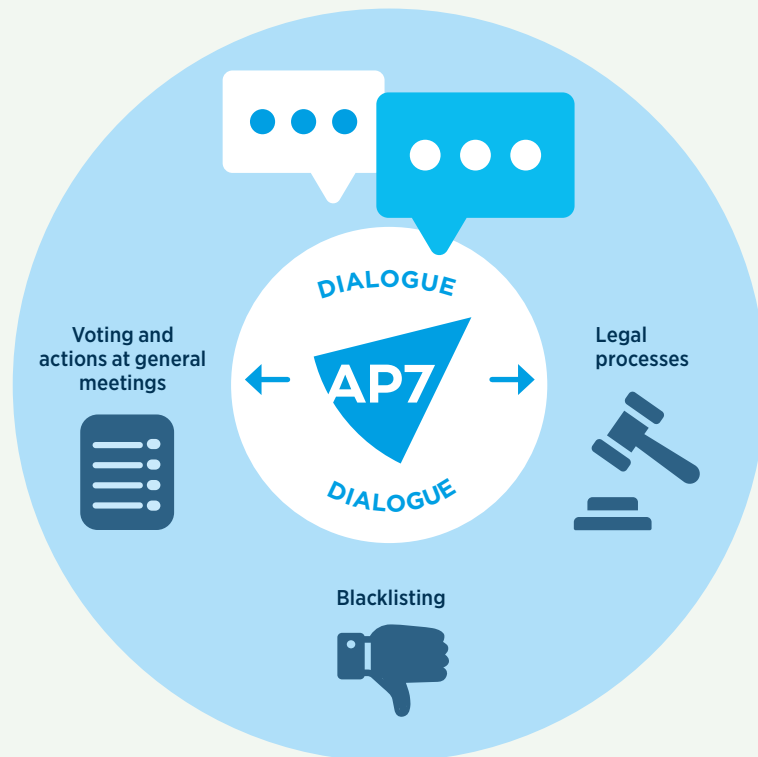 DIALOGUE
Voting and
actions at general
meetings
AP7
Legal
processes
DIALOGUE
Blacklisting